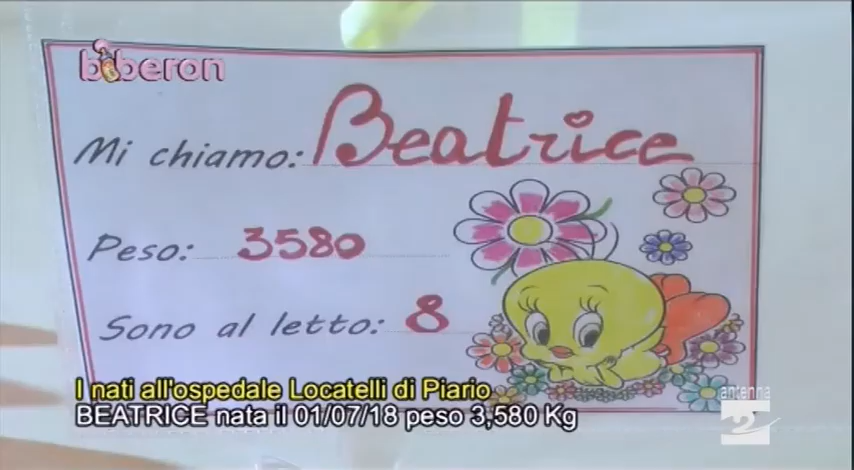 biberon
Mi chiamo: Beatrice
Peso: 3580
Sono al letto: 8
I nati all'ospedale Locatelli di Piario
BEATRICE nata il 01/07/18 peso 3,580 Kg
antenna
2